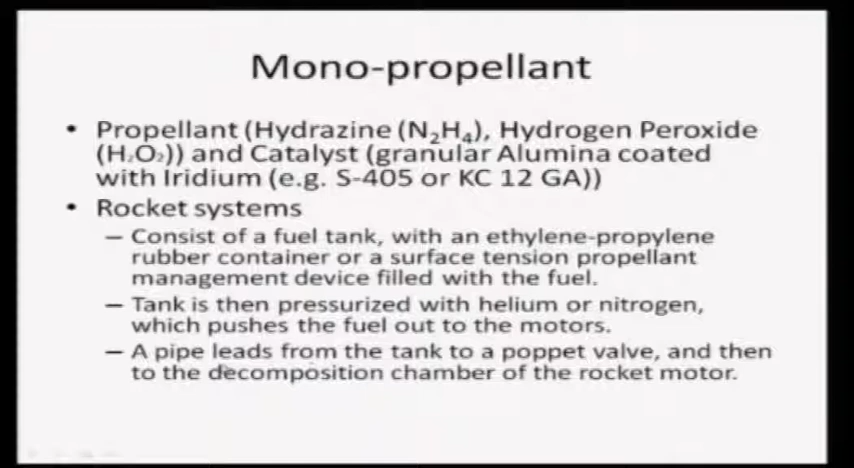 Mono-propellant
• Propellant (Hydrazine (N₂H₄), Hydrogen Peroxide
(H₂O₂)) and Catalyst (granular Alumina coated
with Iridium (e.g. S-405 or KC 12 GA))
• Rocket systems
– Consist of a fuel tank, with an ethylene-propylene
rubber container or a surface tension propellant
management device filled with the fuel.
– Tank is then pressurized with helium or nitrogen,
which pushes the fuel out to the motors.
– A pipe leads from the tank to a poppet valve, and then
to the decomposition chamber of the rocket motor.